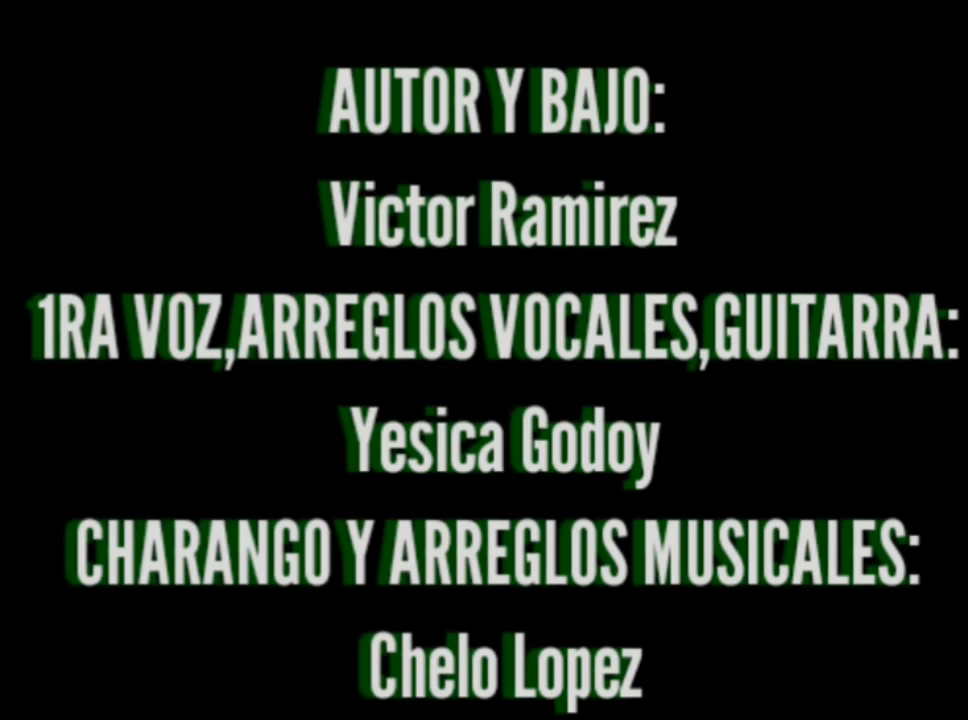 AUTOR Y BAJO:
Victor Ramirez
1RA VOZ,ARREGLOS VOCALES,GUITARRA:
Yesica Godoy
CHARANGO Y ARREGLOS MUSICALES:
Chelo Lopez